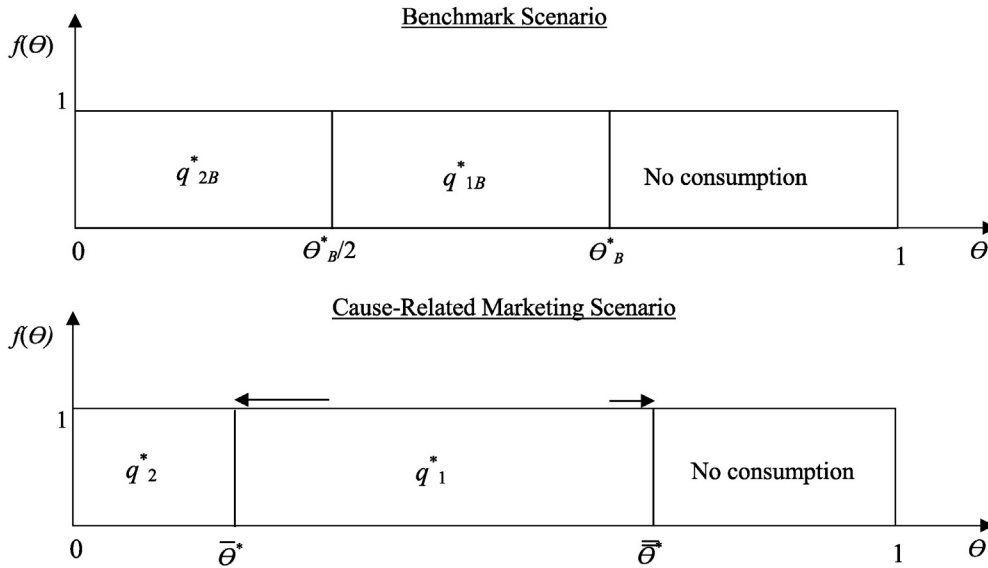 Benchmark Scenario
f(Θ)
1
q*2B
q*1B
No consumption
0
Θ*B/2
Θ*B
1
Θ
Cause-Related Marketing Scenario
f(Θ)
1
q*2
q*1
No consumption
0
Θ̅*
Θ̿*
1
Θ